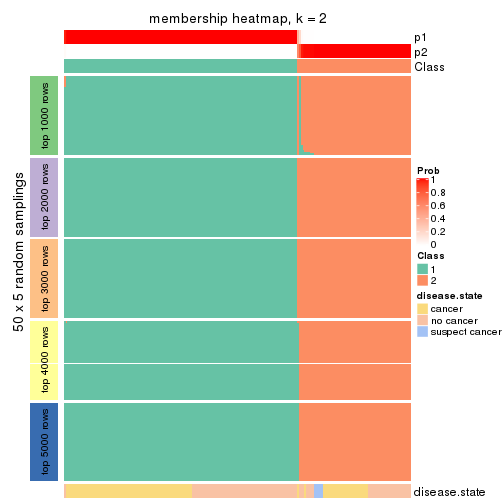 membership heatmap, k = 2
p1
p2
Class
50 x 5 random samplings
top 1000 rows
top 2000 rows
top 3000 rows
top 4000 rows
top 5000 rows
Prob
1
0.8
0.6
0.4
0.2
0
Class
1
2
disease.state
cancer
no cancer
suspect cancer
disease.state